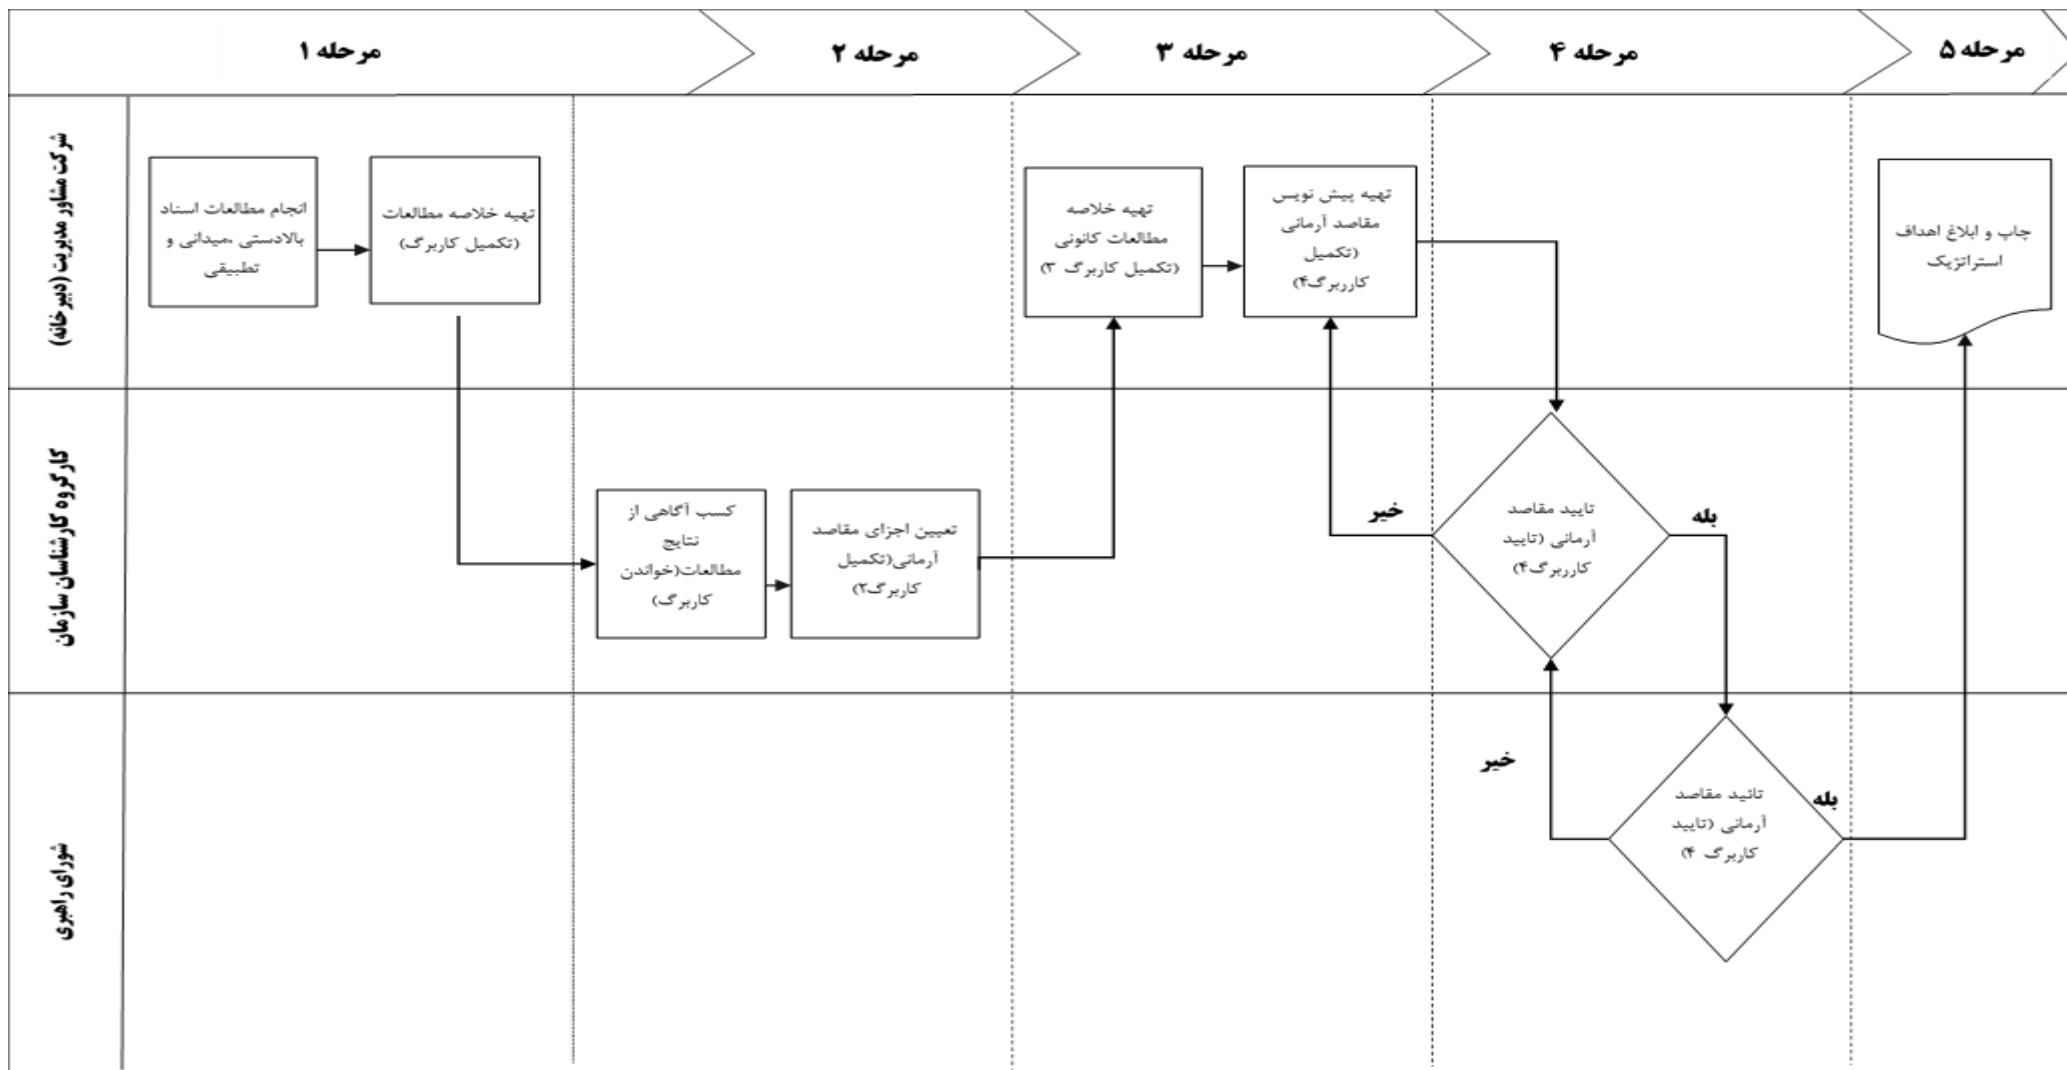 مرحله ۱
مرحله ۲
مرحله ۳
مرحله ۴
مرحله ۵
شرکت مشاور مدیریت (دبیرخانه)
انجام مطالعات اسناد
بالادستی ،میدانی و
تطبیقی
تهیه خلاصه مطالعات
(تکمیل کاربرگ)
تهیه خلاصه
مطالعات کانونی
(تکمیل کاربرگ ۳)
تهیه پیش نویس
مقاصد آرمانی
(تکمیل
کارربرگ۴)
چاپ و ابلاغ اهداف
استراتژیک
کارگروه کارشناسان سازمان
کسب آگاهی از
نتایج
مطالعات(خواندن
کاربرگ)
تعیین اجزای مقاصد
آرمانی(تکمیل
کاربرگ۲)
خیر
تایید مقاصد
آرمانی (تایید
کارربرگ۴)
بله
شورای راهبری
خیر
تائید مقاصد
آرمانی (تایید
کاربرگ ۴)
بله